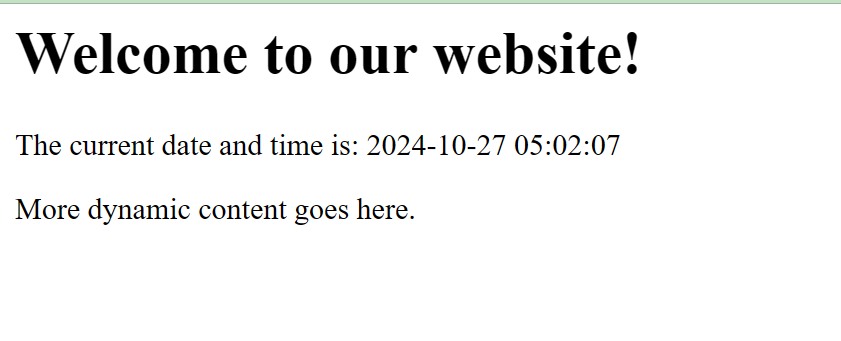 Welcome to our website!
The current date and time is: 2024-10-27 05:02:07
More dynamic content goes here.